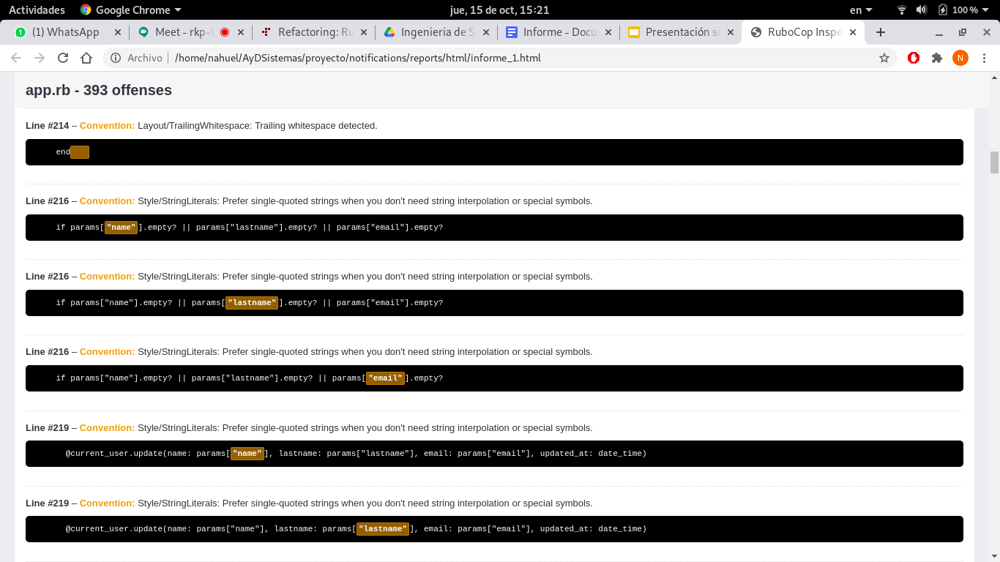 Actividades Google Chrome jue, 15 de oct, 15:21 en 100 %
(1) WhatsApp Meet - rkp- Refactoring: Ru Ingenieria de S Informe - Docu Presentación si RuboCop Inspe
Archivo /home/nahuel/AyDSistemas/proyecto/notifications/reports/html/informe_1.html N
app.rb - 393 offenses
Line #214 – Convention: Layout/TrailingWhitespace: Trailing whitespace detected.
end
Line #216 – Convention: Style/StringLiterals: Prefer single-quoted strings when you don't need string interpolation or special symbols.
if params["name"].empty? || params["lastname"].empty? || params["email"].empty?
Line #216 – Convention: Style/StringLiterals: Prefer single-quoted strings when you don't need string interpolation or special symbols.
if params["name"].empty? || params["lastname"].empty? || params["email"].empty?
Line #216 – Convention: Style/StringLiterals: Prefer single-quoted strings when you don't need string interpolation or special symbols.
if params["name"].empty? || params["lastname"].empty? || params["email"].empty?
Line #219 – Convention: Style/StringLiterals: Prefer single-quoted strings when you don't need string interpolation or special symbols.
@current_user.update(name: params["name"], lastname: params["lastname"], email: params["email"], updated_at: date_time)
Line #219 – Convention: Style/StringLiterals: Prefer single-quoted strings when you don't need string interpolation or special symbols.
@current_user.update(name: params["name"], lastname: params["lastname"], email: params["email"], updated_at: date_time)